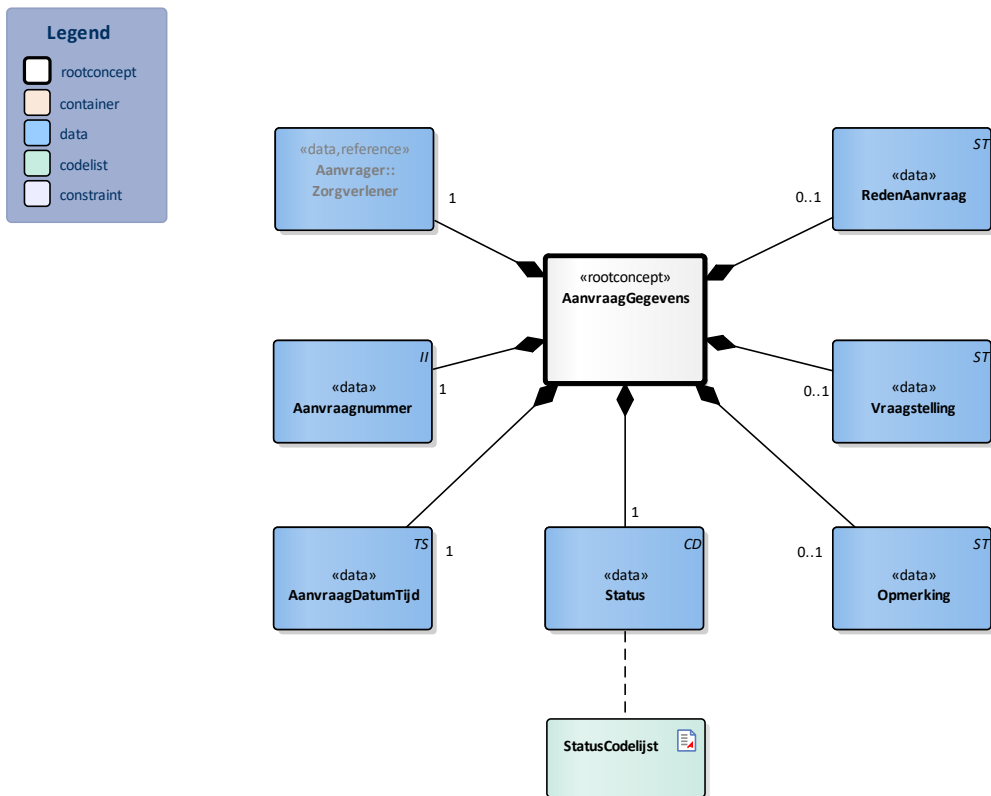 Legend
rootconcept
container
data
codelist
constraint
«data,reference»
Aanvrager::
Zorgverlener
1
ST
«data»
RedenAanvraag
0..1
«rootconcept»
AanvraagGegevens
II
«data»
Aanvraagnummer
1
ST
«data»
Vraagstelling
0..1
TS
«data»
AanvraagDatumTijd
1
CD
«data»
Status
1
ST
«data»
Opmerking
0..1
StatusCodelijst